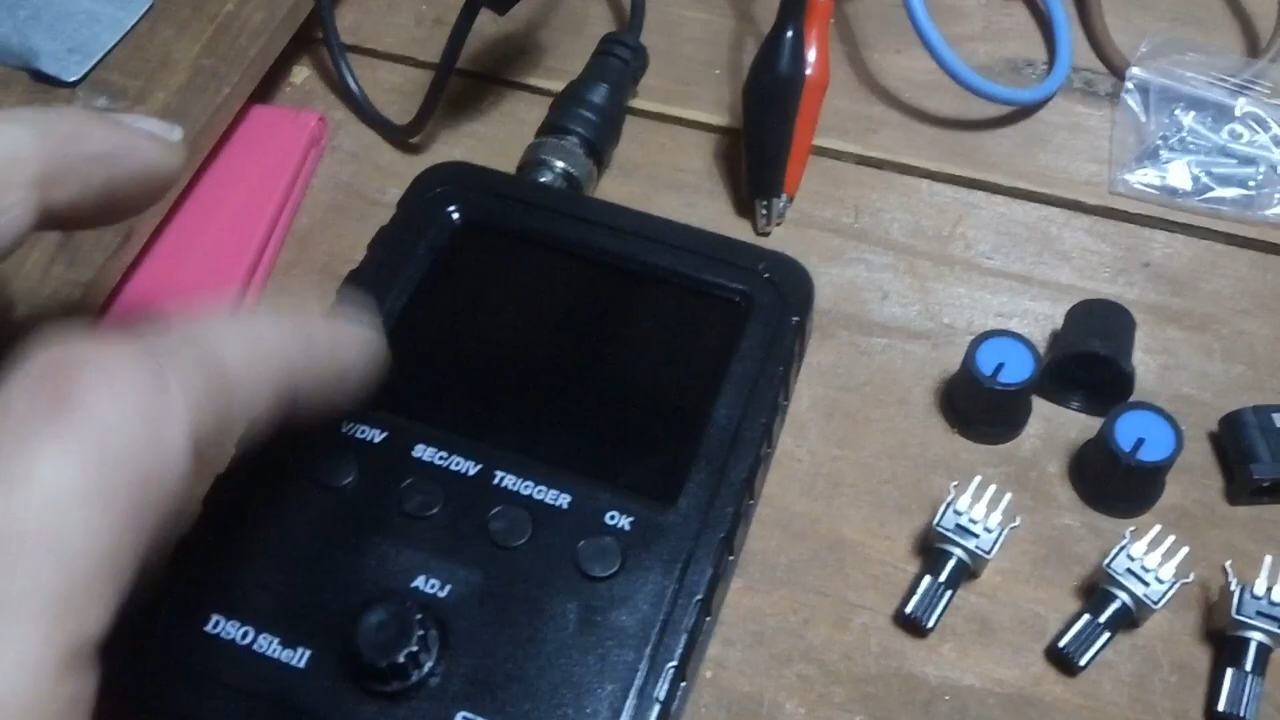 V/DIV
SEC/DIV
TRIGGER
OK
ADJ
DSO Shell